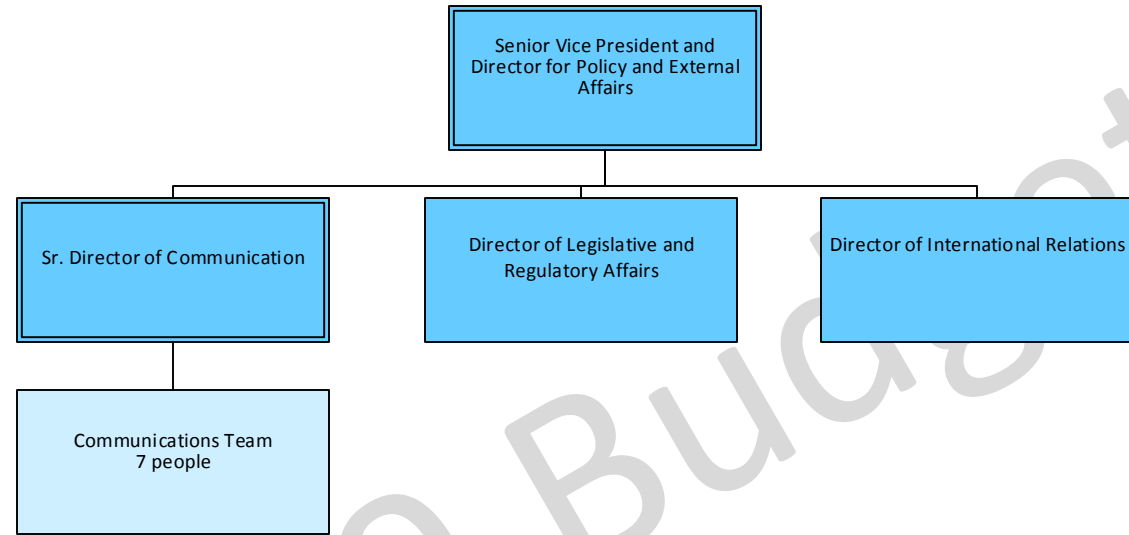 Senior Vice President and
Director for Policy and External
Affairs
Sr. Director of Communication
Director of Legislative and
Regulatory Affairs
Director of International Relations
Communications Team
7 people
Budget